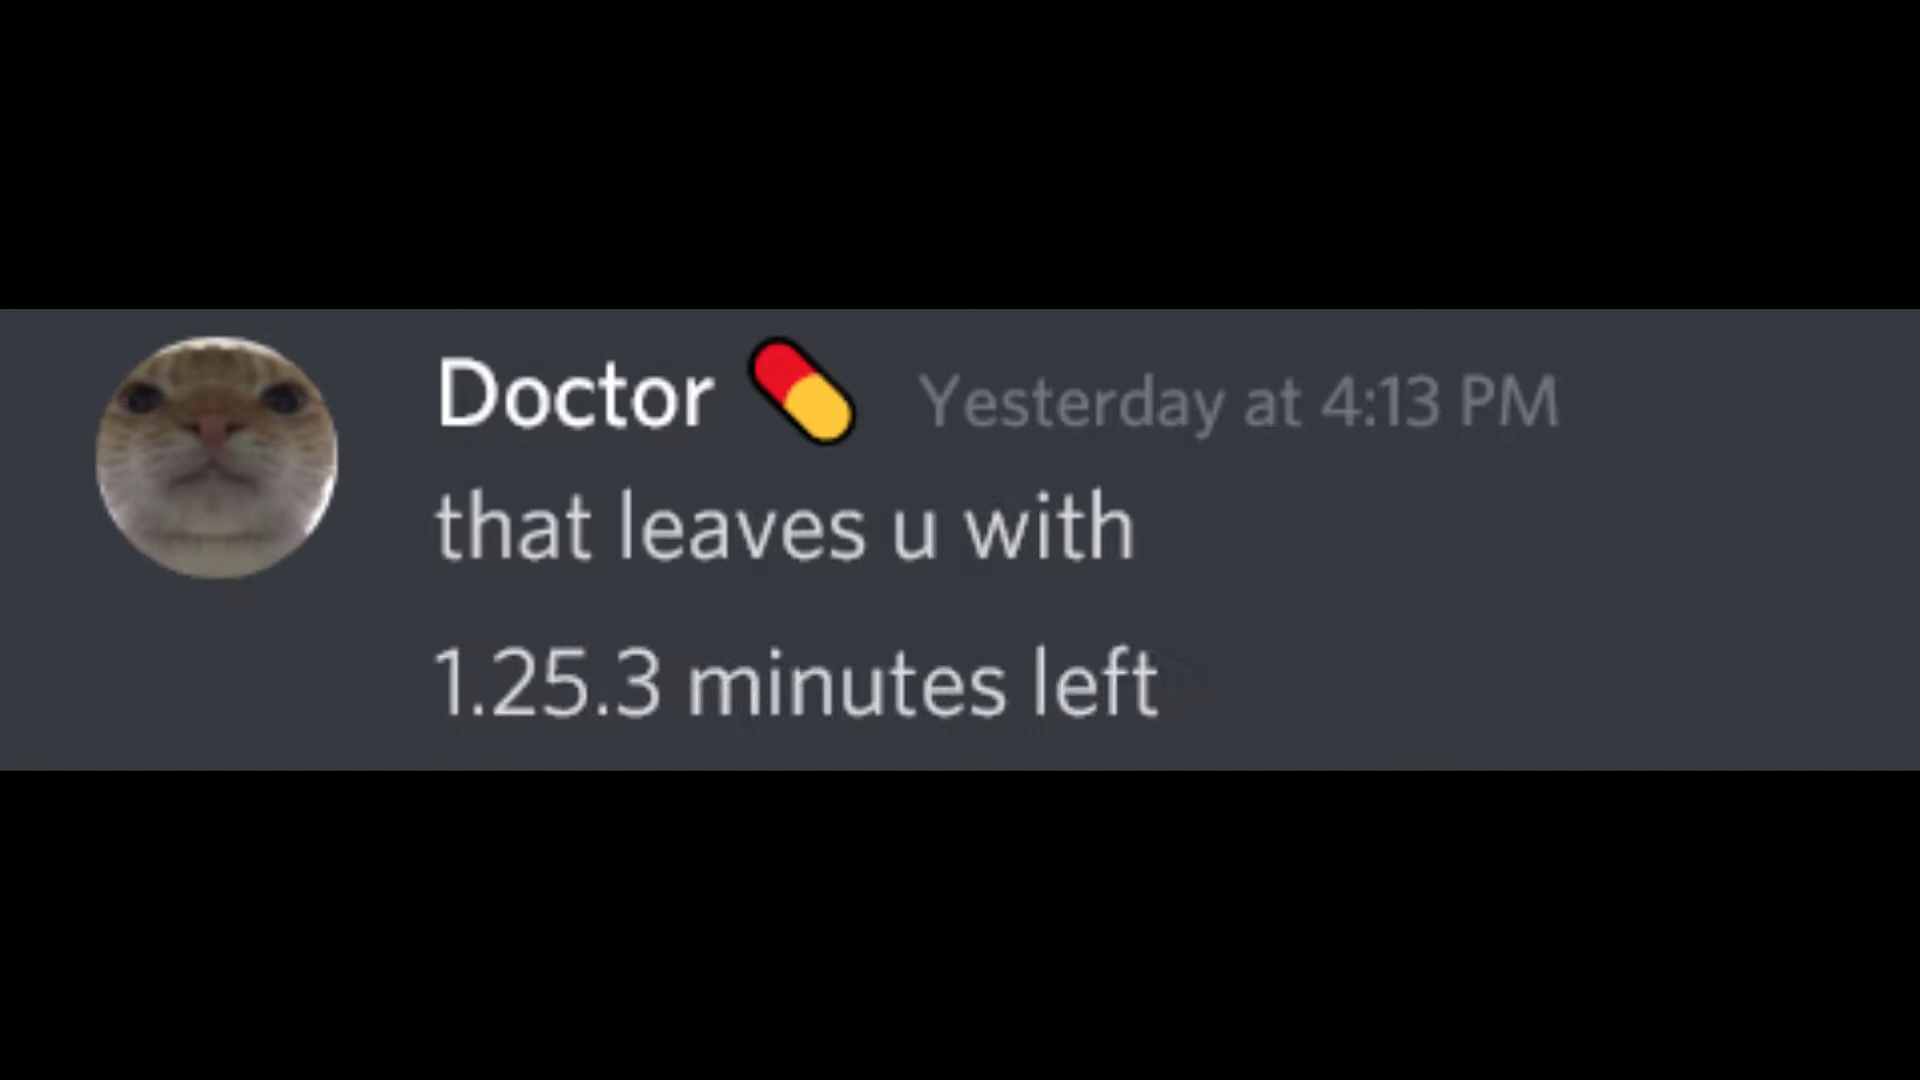 Doctor 💊 Yesterday at 4:13 PM
that leaves u with
1.25.3 minutes left